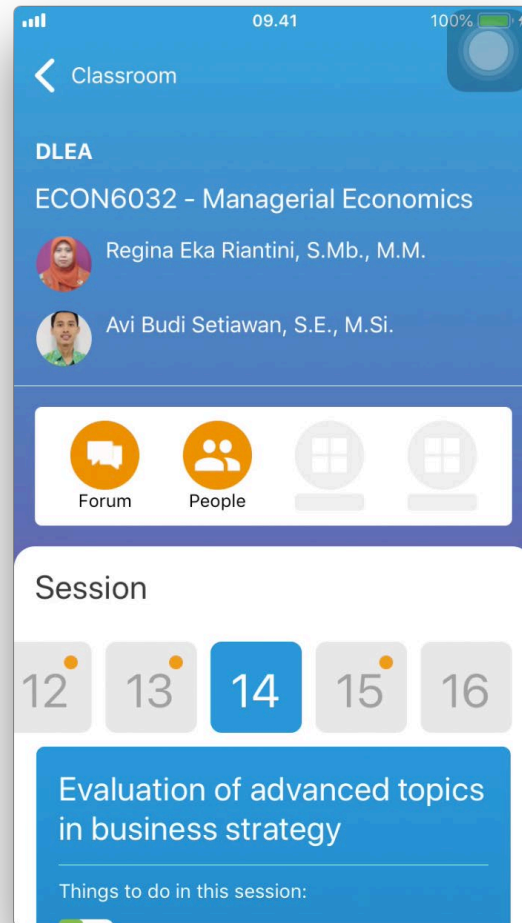 09.41
100%
Classroom
DLEA
ECON6032 - Managerial Economics
Regina Eka Riantini, S.Mb., M.M.
Avi Budi Setiawan, S.E., M.Si.
Forum
People
Session
12
13
14
15
16
Evaluation of advanced topics
in business strategy
Things to do in this session: